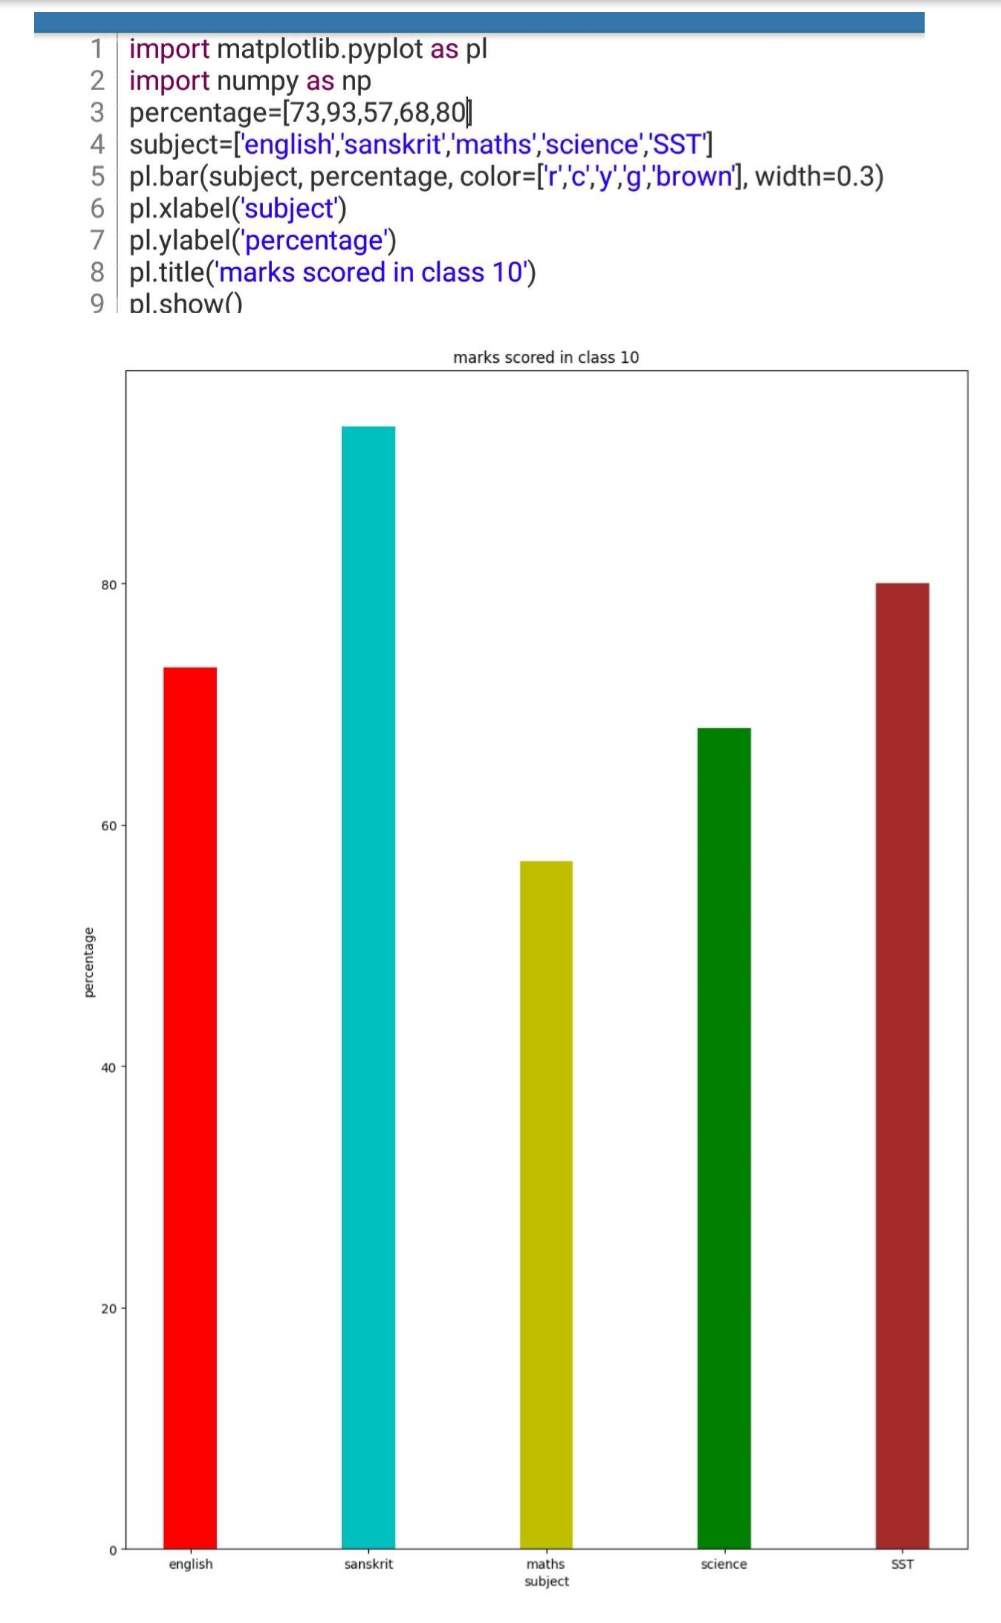 1 import matplotlib.pyplot as pl
2 import numpy as np
3 percentage=[73,93,57,68,80]
4 subject=['english','sanskrit','maths','science','SST']
5 pl.bar(subject, percentage, color=['r','c','y','g','brown'], width=0.3)
6 pl.xlabel('subject')
7 pl.ylabel('percentage')
8 pl.title('marks scored in class 10')
9 pl.show()
marks scored in class 10
80
60
percentage
40
20
0
english sanskrit maths science SST
subject